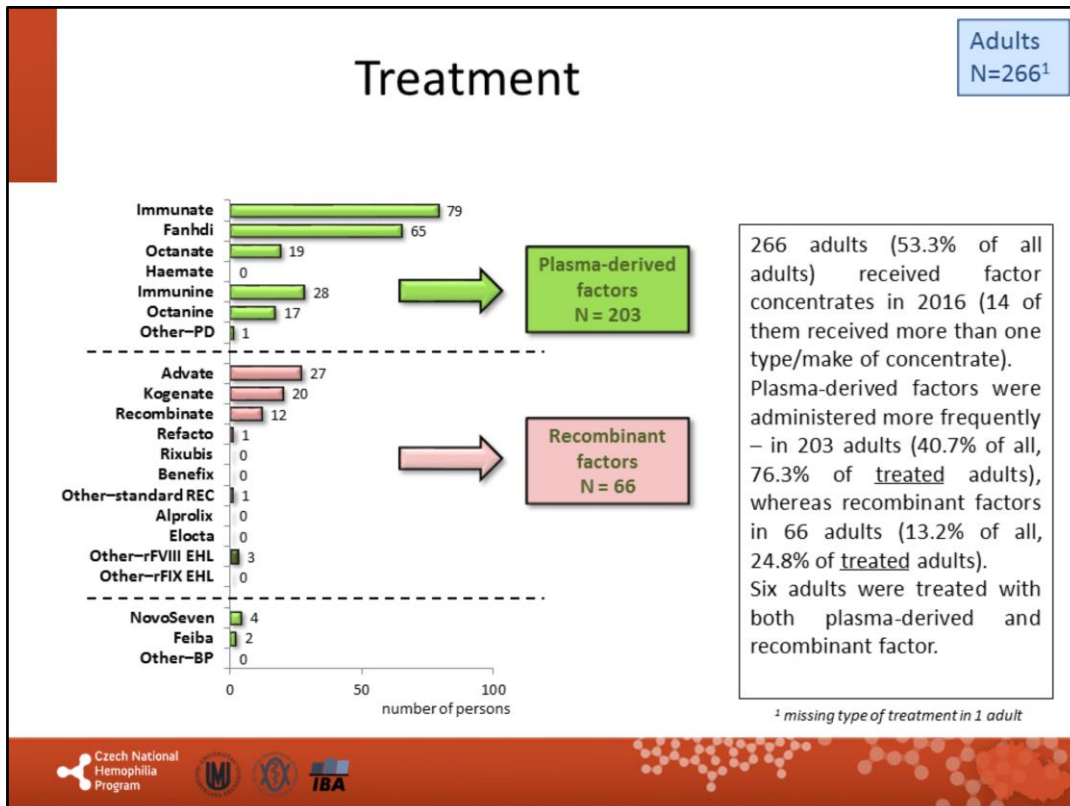 Adults
N=266¹
Treatment
Immunate 79
Fanhdi 65
Octanate 19
Haemate 0
Immunine 28
Octanine 17
Other–PD 1
Plasma-derived
factors
N = 203
Advate 27
Kogenate 20
Recombinate 12
Refacto 1
Rixubis 0
Benefix 0
Other–standard REC 1
Alprolix 0
Elocta 0
Other–rFVIII EHL 3
Other–rFIX EHL 0
Recombinant
factors
N = 66
NovoSeven 4
Feiba 2
Other–BP 0
0 50 100
number of persons
266 adults (53.3% of all
adults) received factor
concentrates in 2016 (14 of
them received more than one
type/make of concentrate).
Plasma-derived factors were
administered more frequently
– in 203 adults (40.7% of all,
76.3% of treated adults),
whereas recombinant factors
in 66 adults (13.2% of all,
24.8% of treated adults).
Six adults were treated with
both plasma-derived and
recombinant factor.
¹ missing type of treatment in 1 adult
Czech National
Hemophilia
Program
IBA